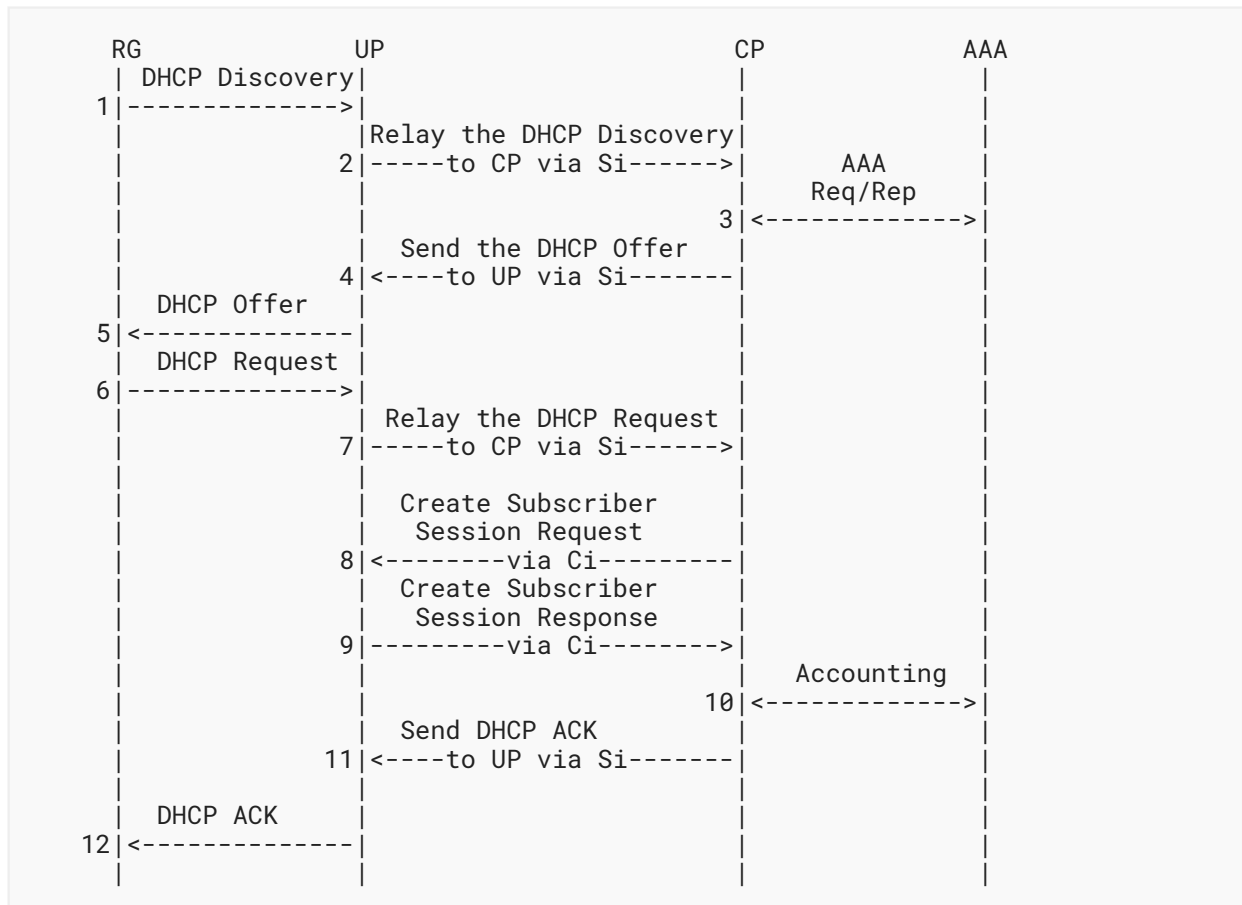 RG UP CP AAA
DHCP Discovery
1
Relay the DHCP Discovery
2 to CP via Si AAA
Req/Rep
3
Send the DHCP Offer
4 to UP via Si
DHCP Offer
5
DHCP Request
6
Relay the DHCP Request
7 to CP via Si
Create Subscriber
Session Request
8 via Ci
Create Subscriber
Session Response
9 via Ci
Accounting
10
Send DHCP ACK
11 to UP via Si
DHCP ACK
12